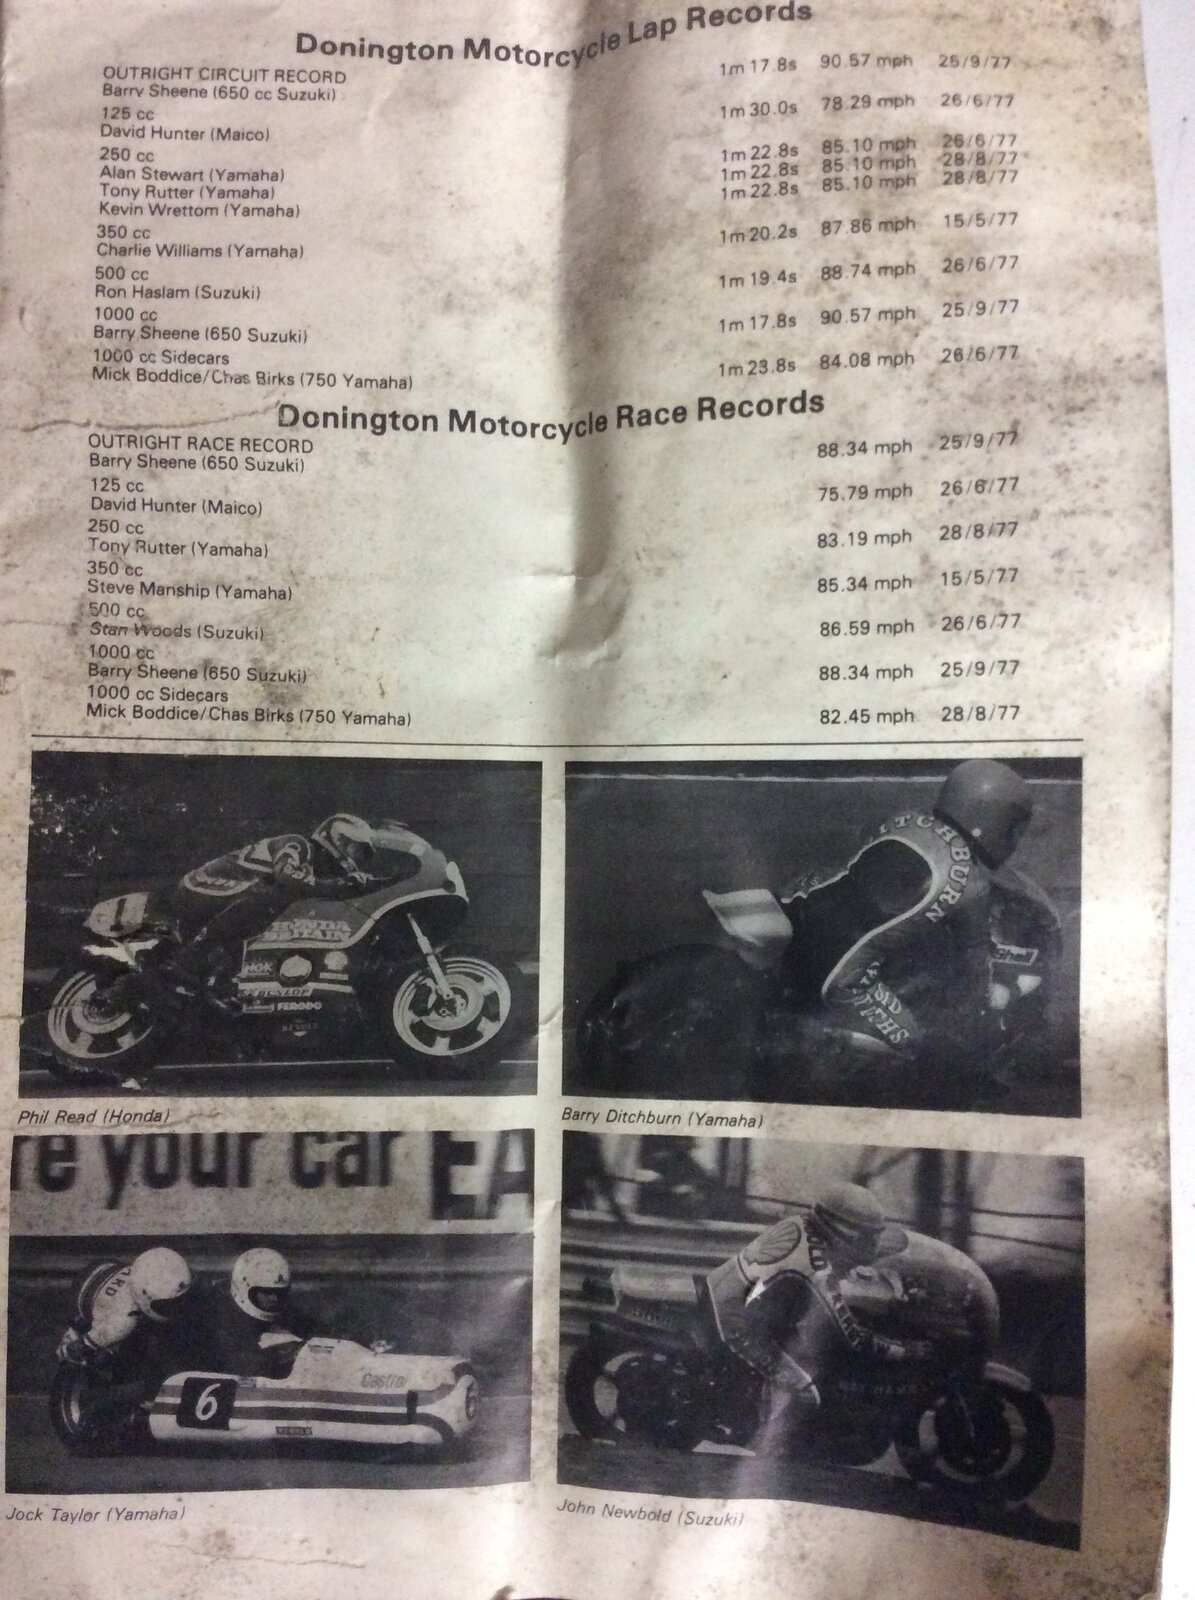 Donington Motorcycle Lap Records
OUTRIGHT CIRCUIT RECORD
Barry Sheene (650 cc Suzuki) 1m 17.8s 90.57 mph 25/9/77
125 cc
David Hunter (Maico) 1m 30.0s 78.29 mph 26/6/77
250 cc
Alan Stewart (Yamaha) 1m 22.8s 85.10 mph 26/6/77
Tony Rutter (Yamaha) 1m 22.8s 85.10 mph 28/8/77
Kevin Wrettom (Yamaha) 1m 22.8s 85.10 mph 28/8/77
350 cc
Charlie Williams (Yamaha) 1m 20.2s 87.86 mph 15/5/77
500 cc
Ron Haslam (Suzuki) 1m 19.4s 88.74 mph 26/6/77
1000 cc
Barry Sheene (650 Suzuki) 1m 17.8s 90.57 mph 25/9/77
1000 cc Sidecars
Mick Boddice/Chas Birks (750 Yamaha) 1m 23.8s 84.08 mph 26/6/77
Donington Motorcycle Race Records
OUTRIGHT RACE RECORD
Barry Sheene (650 Suzuki) 88.34 mph 25/9/77
125 cc
David Hunter (Maico) 75.79 mph 26/6/77
250 cc
Tony Rutter (Yamaha) 83.19 mph 28/8/77
350 cc
Steve Manship (Yamaha) 85.34 mph 15/5/77
500 cc
Stan Woods (Suzuki) 86.59 mph 26/6/77
1000 cc
Barry Sheene (650 Suzuki) 88.34 mph 25/9/77
1000 cc Sidecars
Mick Boddice/Chas Birks (750 Yamaha) 82.45 mph 28/8/77
1
HONDA
BRITAIN
NGK
DUNLOP
FERODO
RENOLD
ITCHBURN
Shell
SID
Phil Read (Honda)
Barry Ditchburn (Yamaha)
re your car EA
Castrol
6
RENOLD
OLD
Jock Taylor (Yamaha)
John Newbold (Suzuki)